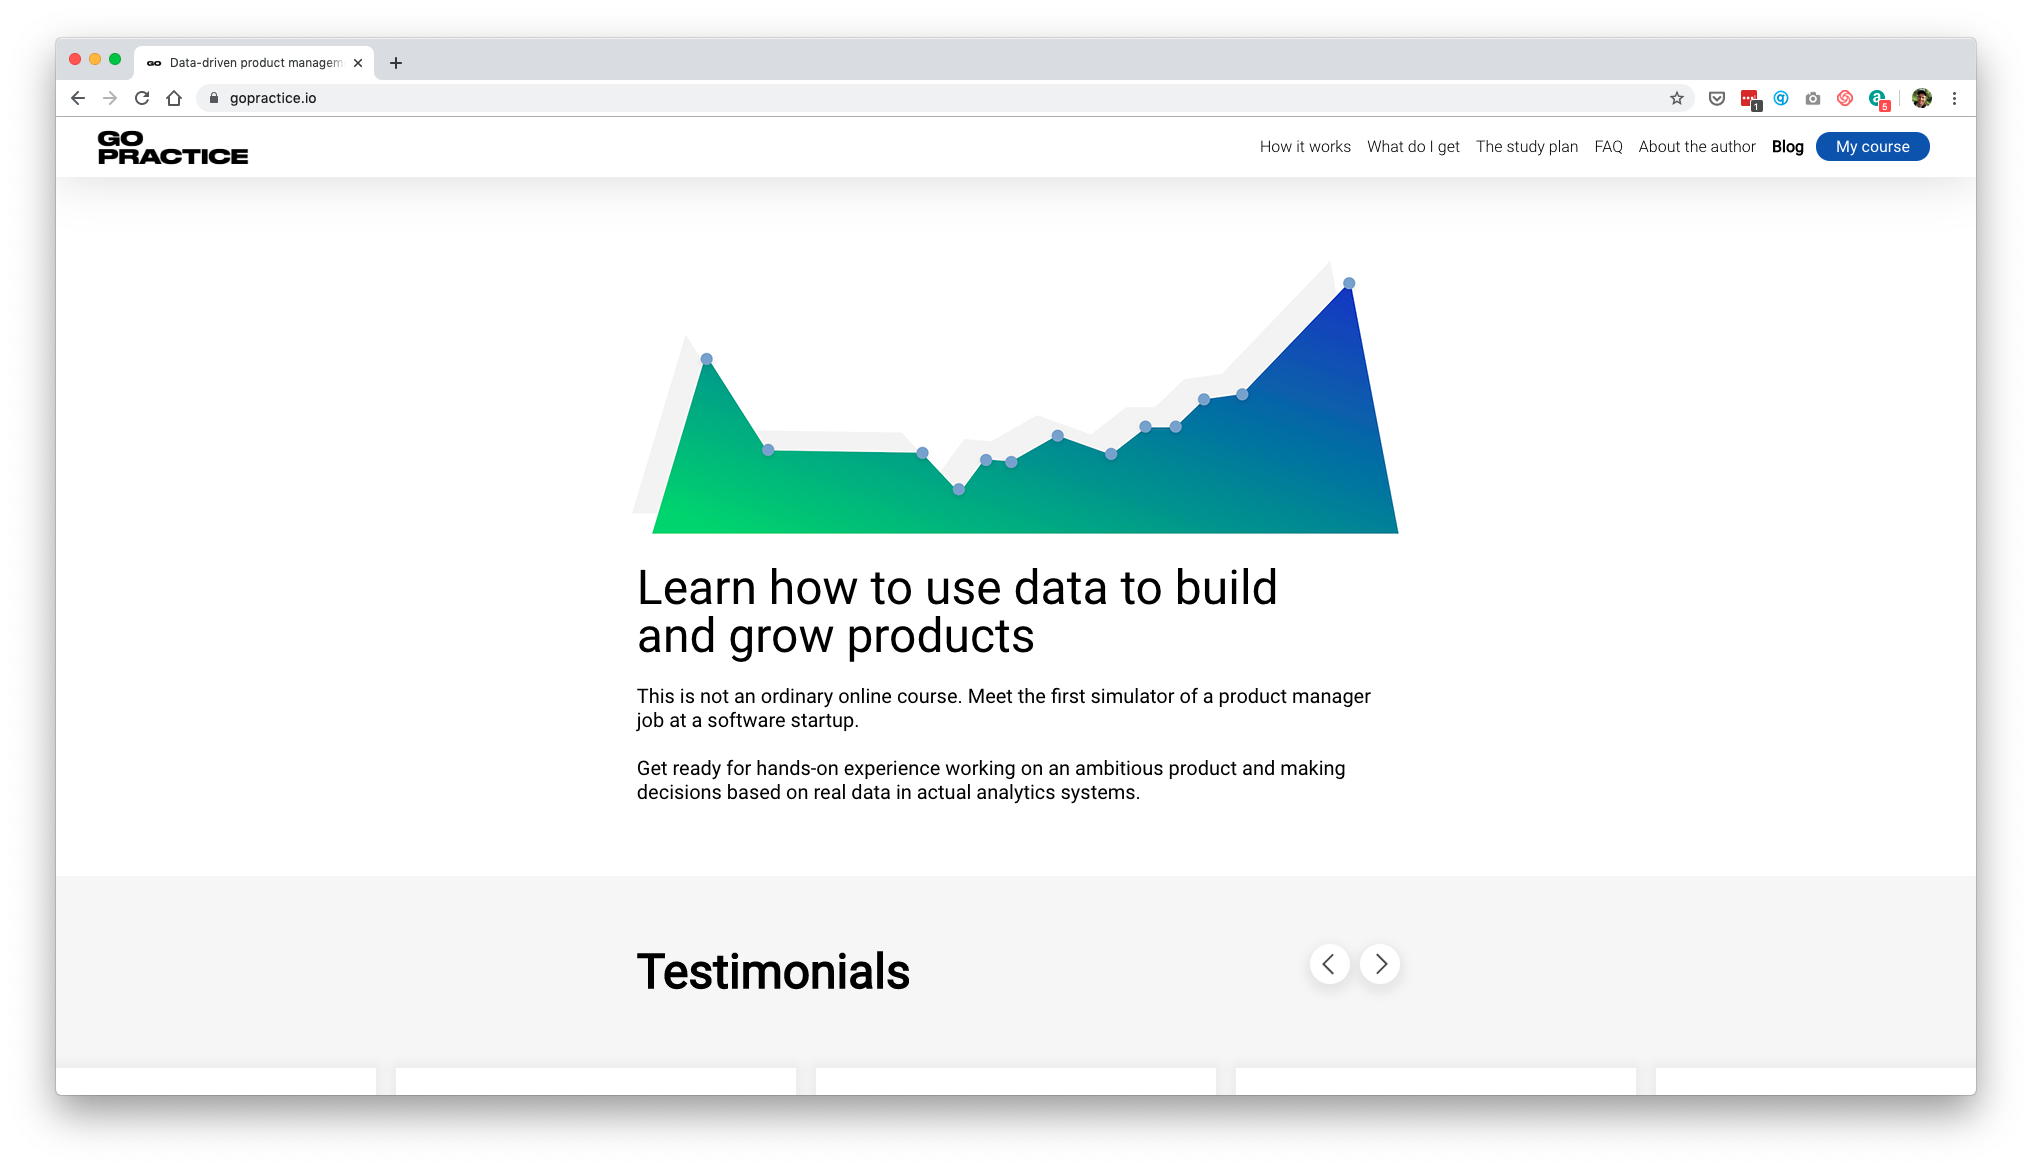 GO Data-driven product managem
gopractice.io
1
5
GO
PRACTICE
How it works What do I get The study plan FAQ About the author Blog My course
Learn how to use data to build
and grow products
This is not an ordinary online course. Meet the first simulator of a product manager
job at a software startup.
Get ready for hands-on experience working on an ambitious product and making
decisions based on real data in actual analytics systems.
Testimonials